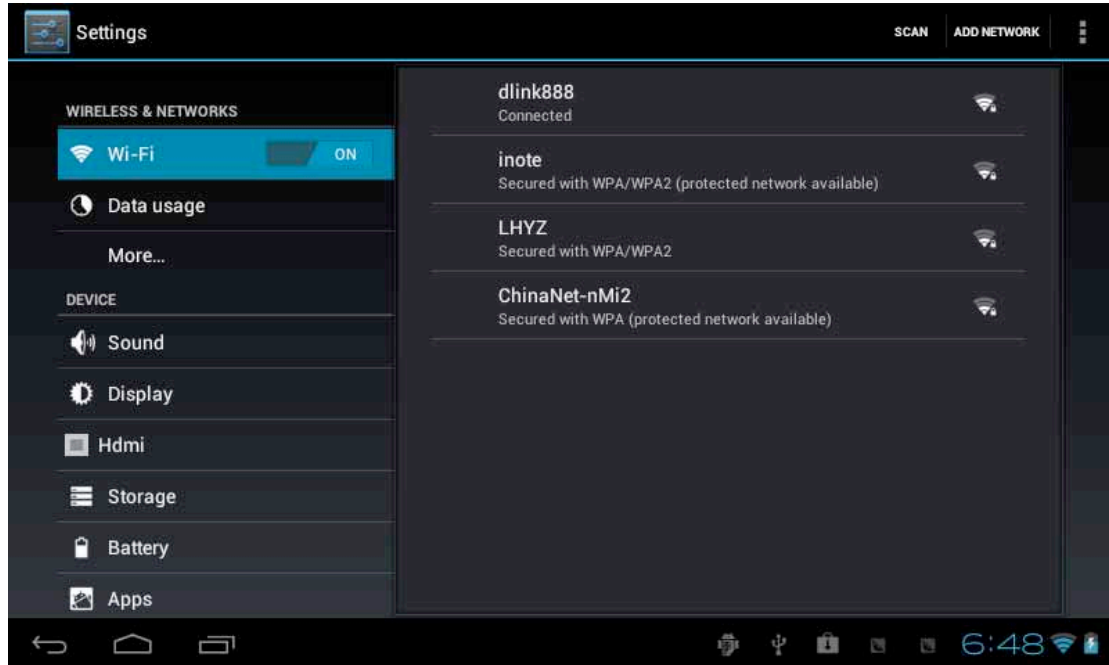 Settings
SCAN ADD NETWORK
WIRELESS & NETWORKS
Wi-Fi ON
Data usage
More...
DEVICE
Sound
Display
Hdmi
Storage
Battery
Apps
dlink888
Connected
inote
Secured with WPA/WPA2 (protected network available)
LHYZ
Secured with WPA/WPA2
ChinaNet-nMi2
Secured with WPA (protected network available)
6:48